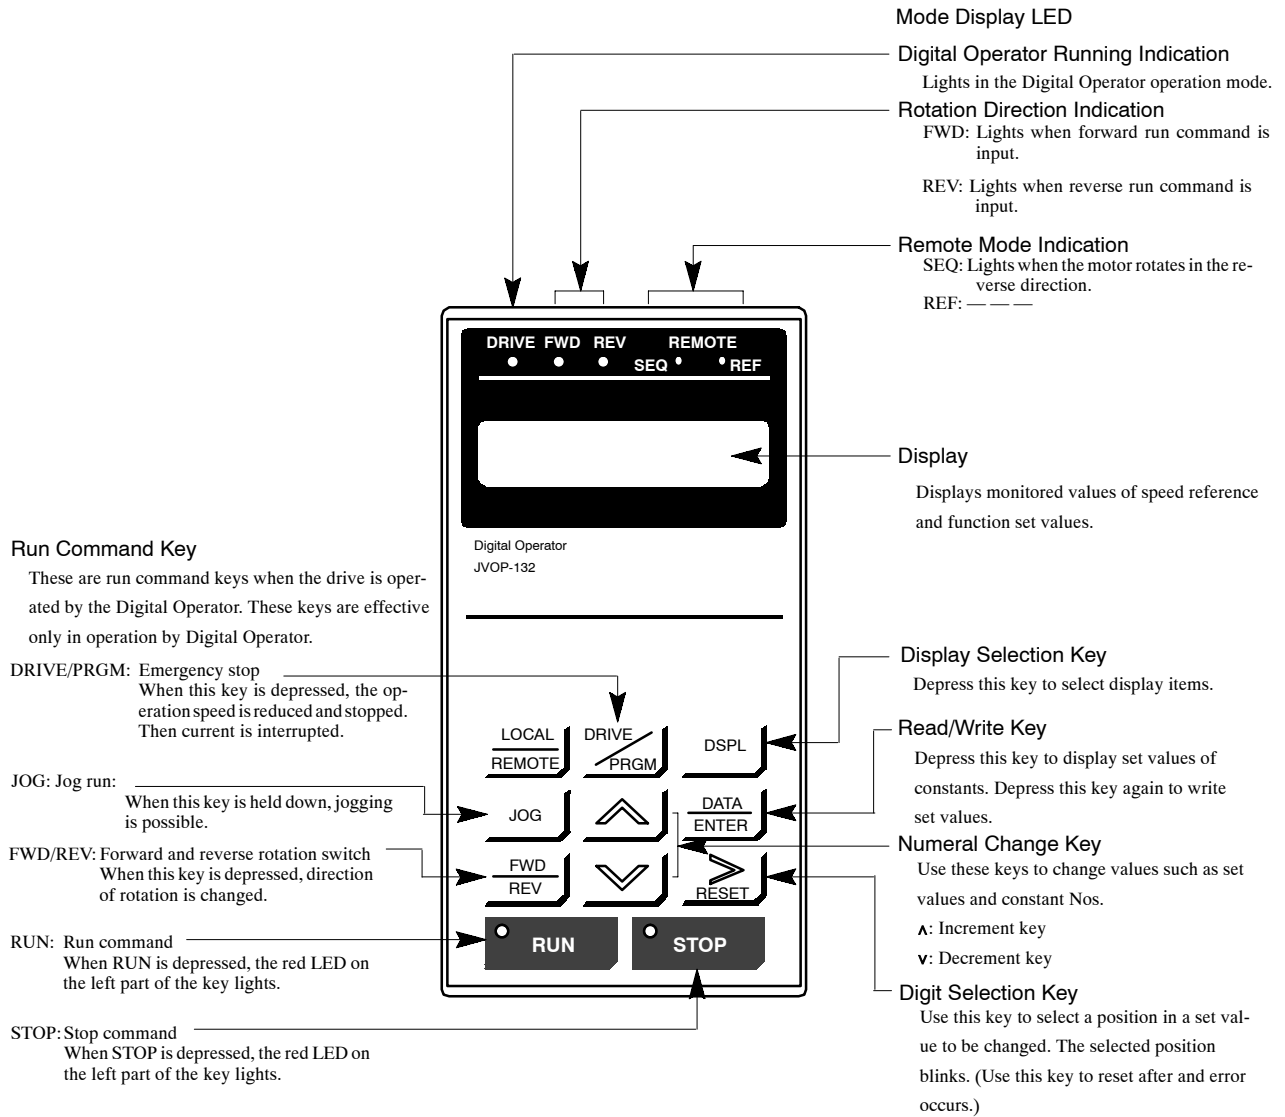 Mode Display LED
Digital Operator Running Indication
Lights in the Digital Operator operation mode.
Rotation Direction Indication
FWD: Lights when forward run command is
input.
REV: Lights when reverse run command is
input.
Remote Mode Indication
SEQ: Lights when the motor rotates in the re-
verse direction.
REF: — — —
DRIVE FWD REV REMOTE
SEQ REF
Display
Displays monitored values of speed reference
and function set values.
Digital Operator
JVOP-132
Run Command Key
These are run command keys when the drive is oper-
ated by the Digital Operator. These keys are effective
only in operation by Digital Operator.
DRIVE/PRGM: Emergency stop
When this key is depressed, the op-
eration speed is reduced and stopped.
Then current is interrupted.
JOG: Jog run:
When this key is held down, jogging
is possible.
FWD/REV: Forward and reverse rotation switch
When this key is depressed, direction
of rotation is changed.
RUN: Run command
When RUN is depressed, the red LED on
the left part of the key lights.
STOP: Stop command
When STOP is depressed, the red LED on
the left part of the key lights.
LOCAL
REMOTE
DRIVE
PRGM
DSPL
JOG
DATA
ENTER
FWD
REV
RESET
RUN
STOP
Display Selection Key
Depress this key to select display items.
Read/Write Key
Depress this key to display set values of
constants. Depress this key again to write
set values.
Numeral Change Key
Use these keys to change values such as set
values and constant Nos.
∧: Increment key
∨: Decrement key
Digit Selection Key
Use this key to select a position in a set val-
ue to be changed. The selected position
blinks. (Use this key to reset after and error
occurs.)